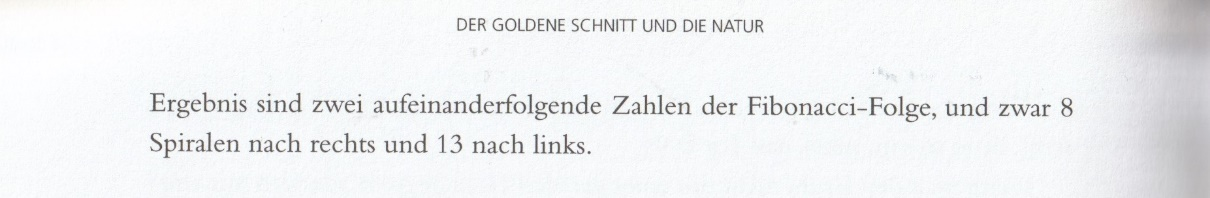 DER GOLDENE SCHNITT UND DIE NATUR
Ergebnis sind zwei aufeinanderfolgende Zahlen der Fibonacci-Folge, und zwar 8
Spiralen nach rechts und 13 nach links.